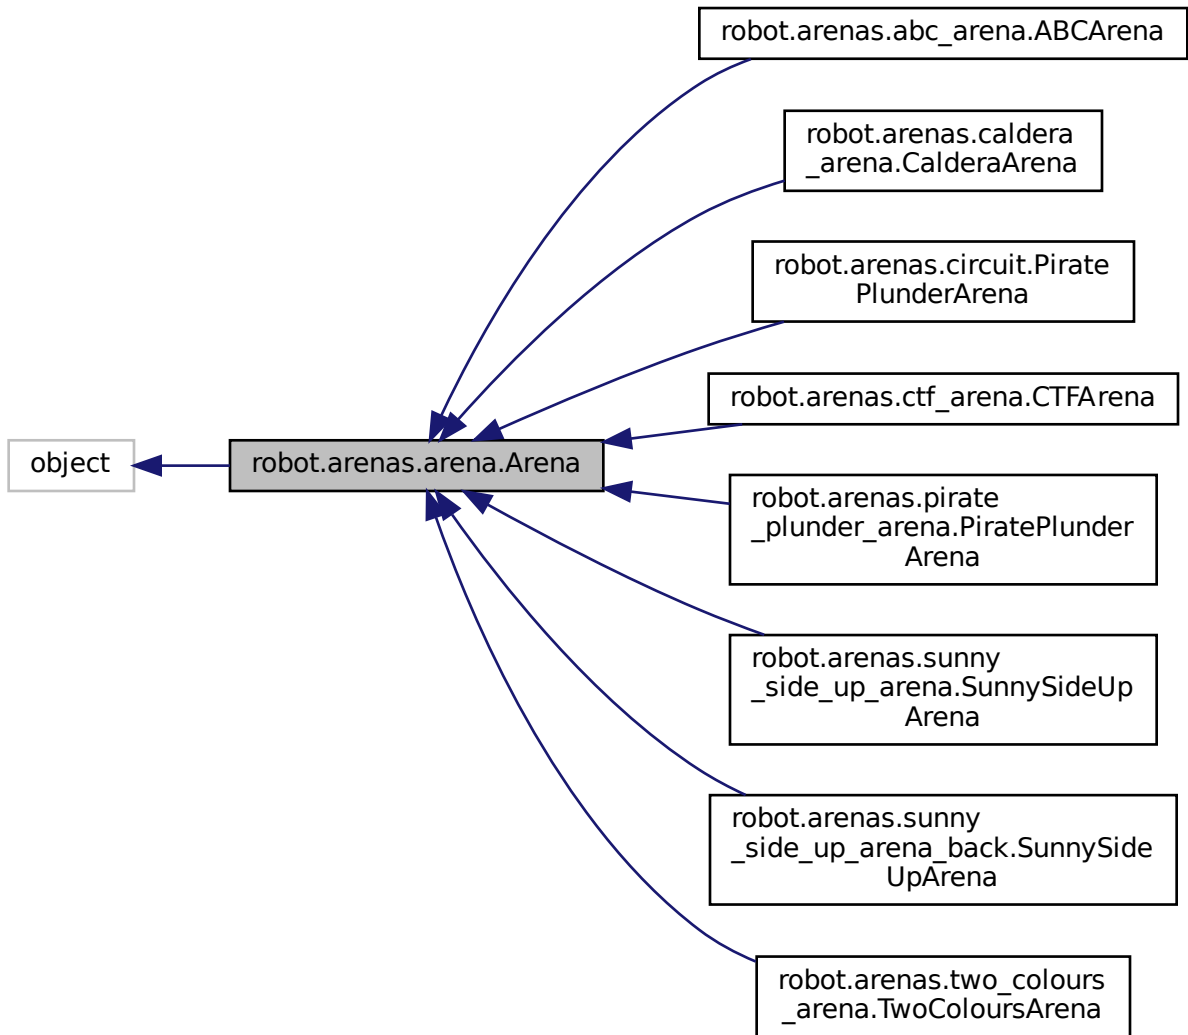 robot.arenas.abc_arena.ABCArena
robot.arenas.caldera
_arena.CalderaArena
robot.arenas.circuit.Pirate
PlunderArena
robot.arenas.ctf_arena.CTFArena
object
robot.arenas.arena.Arena
robot.arenas.pirate
_plunder_arena.PiratePlunder
Arena
robot.arenas.sunny
_side_up_arena.SunnySideUp
Arena
robot.arenas.sunny
_side_up_arena_back.SunnySide
UpArena
robot.arenas.two_colours
_arena.TwoColoursArena